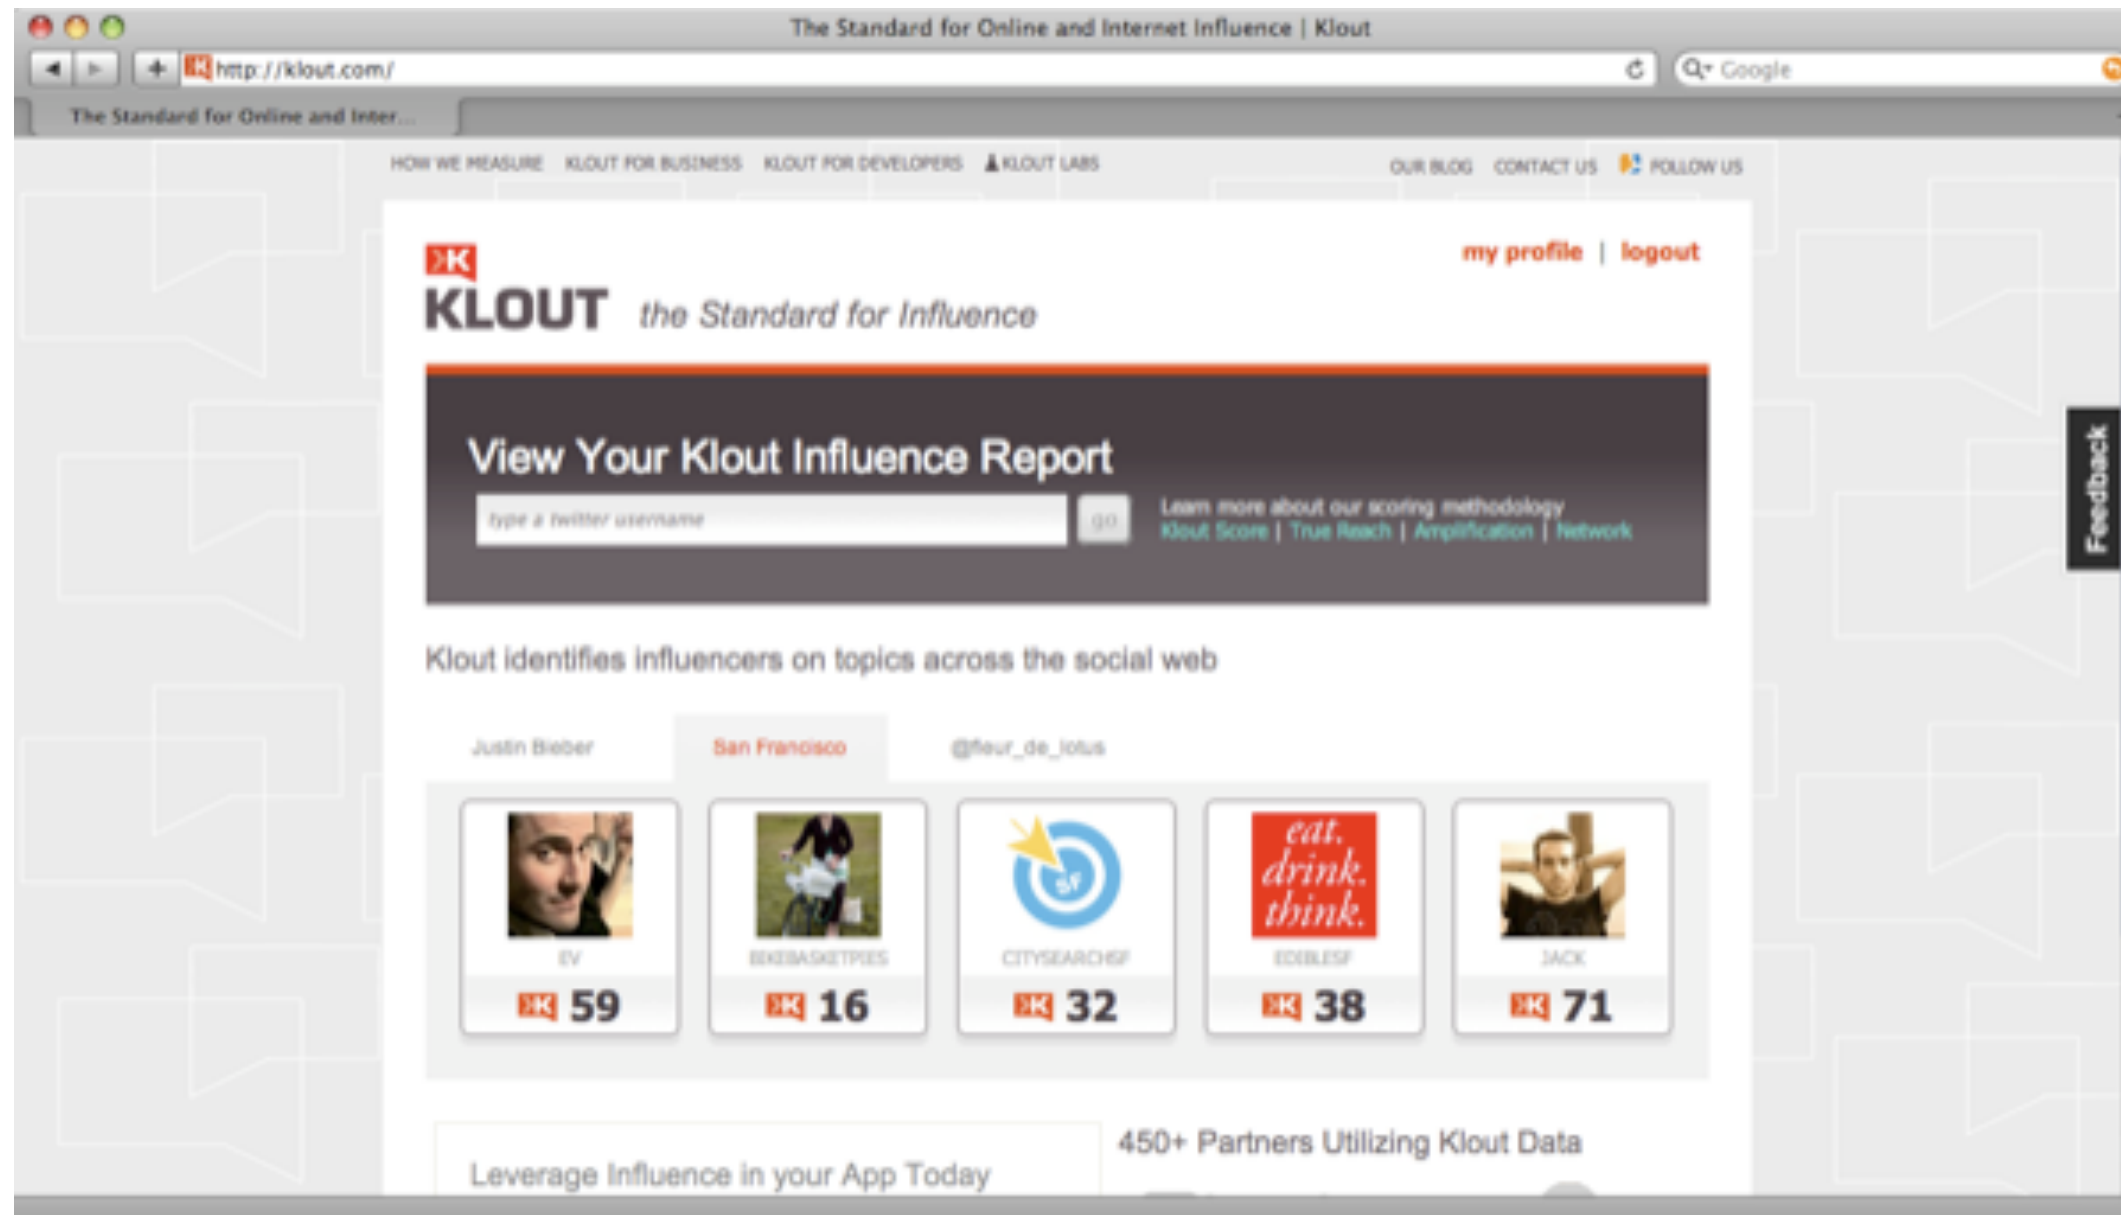 The Standard for Online and Internet Influence | Klout
http://klout.com/
Google
The Standard for Online and Inter...
HOW WE MEASURE KLOUT FOR BUSINESS KLOUT FOR DEVELOPERS KLOUT LABS
OUR BLOG CONTACT US FOLLOW US
my profile | logout
K
KLOUT the Standard for Influence
View Your Klout Influence Report
type a twitter username
go
Learn more about our scoring methodology
Klout Score | True Reach | Amplification | Network
Feedback
Klout identifies influencers on topics across the social web
Justin Bieber San Francisco @fleur_de_lotus
SF
eat.
drink.
think.
EV BIKEBASKETPIES CITYSEARCHSF EDIBLESF JACK
K 59 K 16 K 32 K 38 K 71
450+ Partners Utilizing Klout Data
Leverage Influence in your App Today